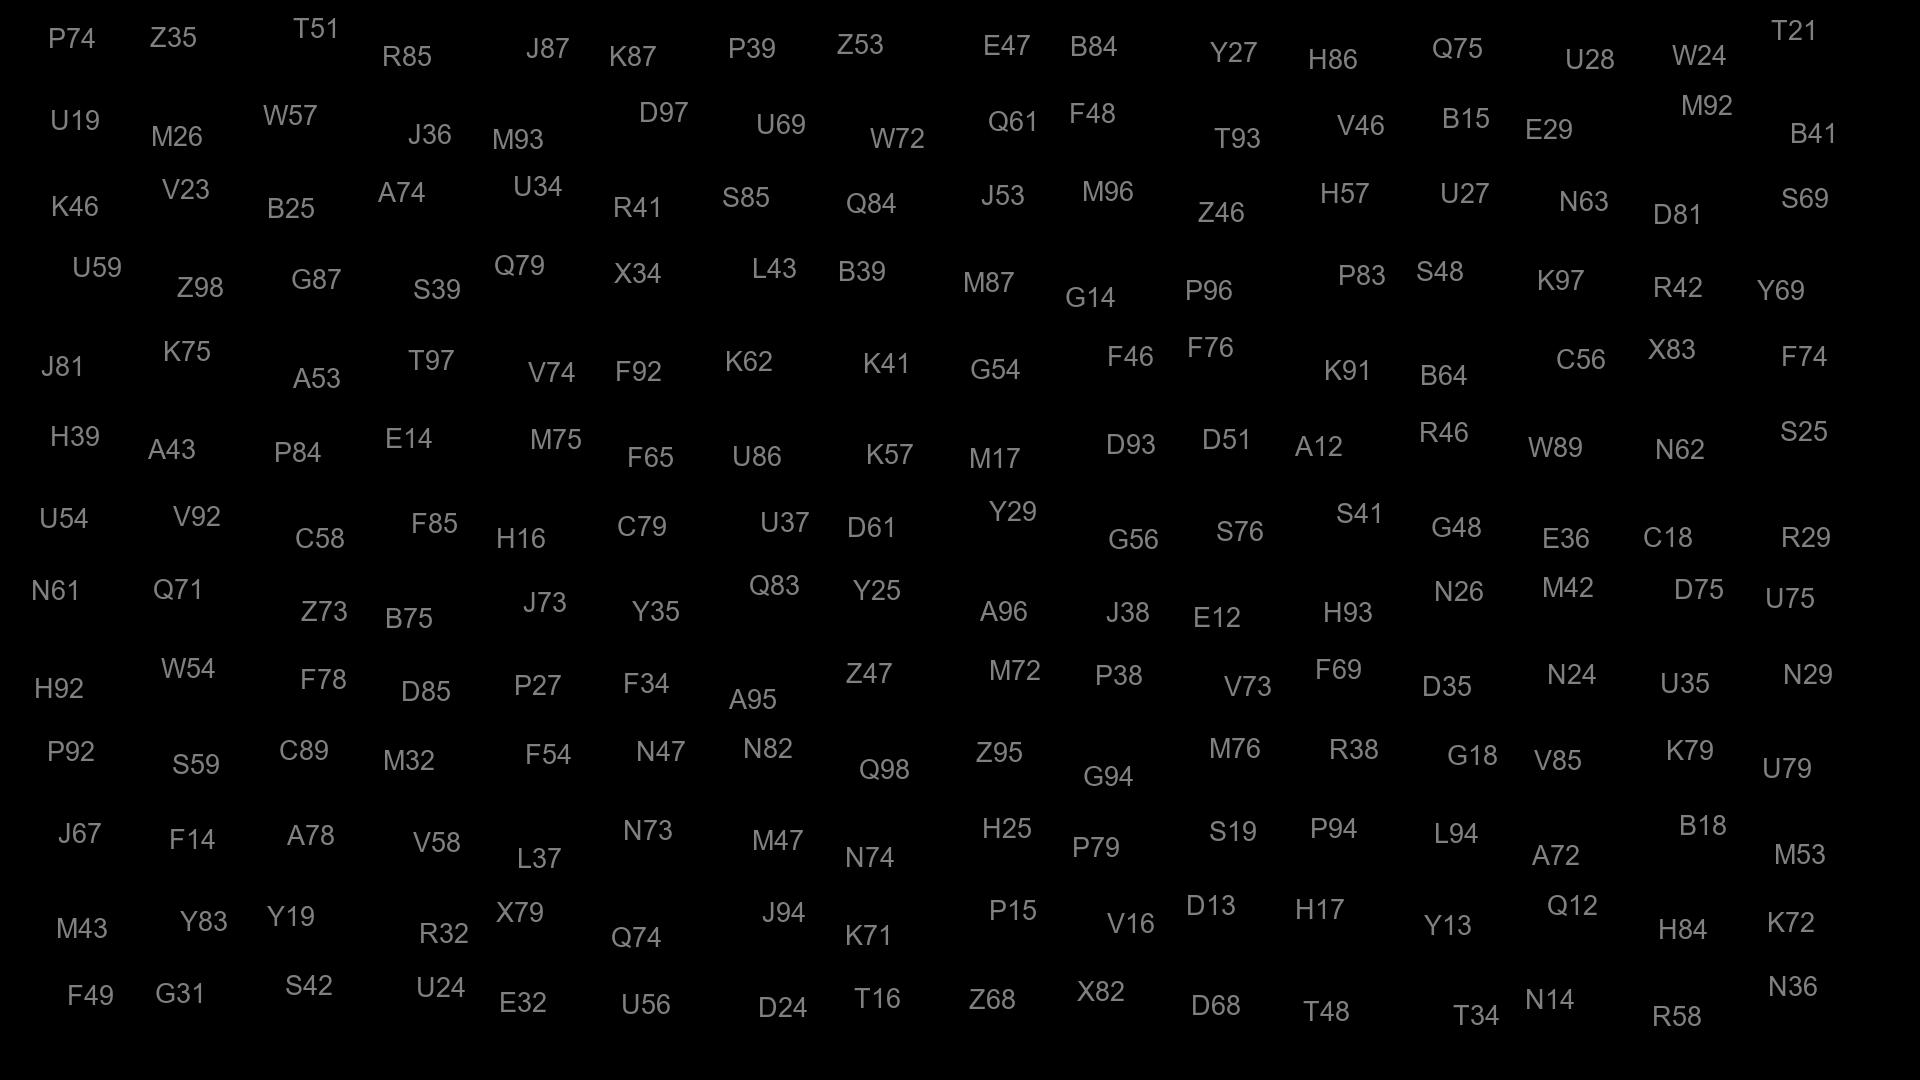 P74 Z35 T51 R85 J87 K87 P39 Z53 E47 B84 Y27 H86 Q75 U28 W24 T21
U19 M26 W57 J36 M93 D97 U69 W72 Q61 F48 T93 V46 B15 E29 M92 B41
K46 V23 B25 A74 U34 R41 S85 Q84 J53 M96 Z46 H57 U27 N63 D81 S69
U59 Z98 G87 S39 Q79 X34 L43 B39 M87 G14 P96 P83 S48 K97 R42 Y69
J81 K75 A53 T97 V74 F92 K62 K41 G54 F46 F76 K91 B64 C56 X83 F74
H39 A43 P84 E14 M75 F65 U86 K57 M17 D93 D51 A12 R46 W89 N62 S25
U54 V92 C58 F85 H16 C79 U37 D61 Y29 G56 S76 S41 G48 E36 C18 R29
N61 Q71 Z73 B75 J73 Y35 Q83 Y25 A96 J38 E12 H93 N26 M42 D75 U75
H92 W54 F78 D85 P27 F34 A95 Z47 M72 P38 V73 F69 D35 N24 U35 N29
P92 S59 C89 M32 F54 N47 N82 Q98 Z95 G94 M76 R38 G18 V85 K79 U79
J67 F14 A78 V58 L37 N73 M47 N74 H25 P79 S19 P94 L94 A72 B18 M53
M43 Y83 Y19 R32 X79 Q74 J94 K71 P15 V16 D13 H17 Y13 Q12 H84 K72
F49 G31 S42 U24 E32 U56 D24 T16 Z68 X82 D68 T48 T34 N14 R58 N36